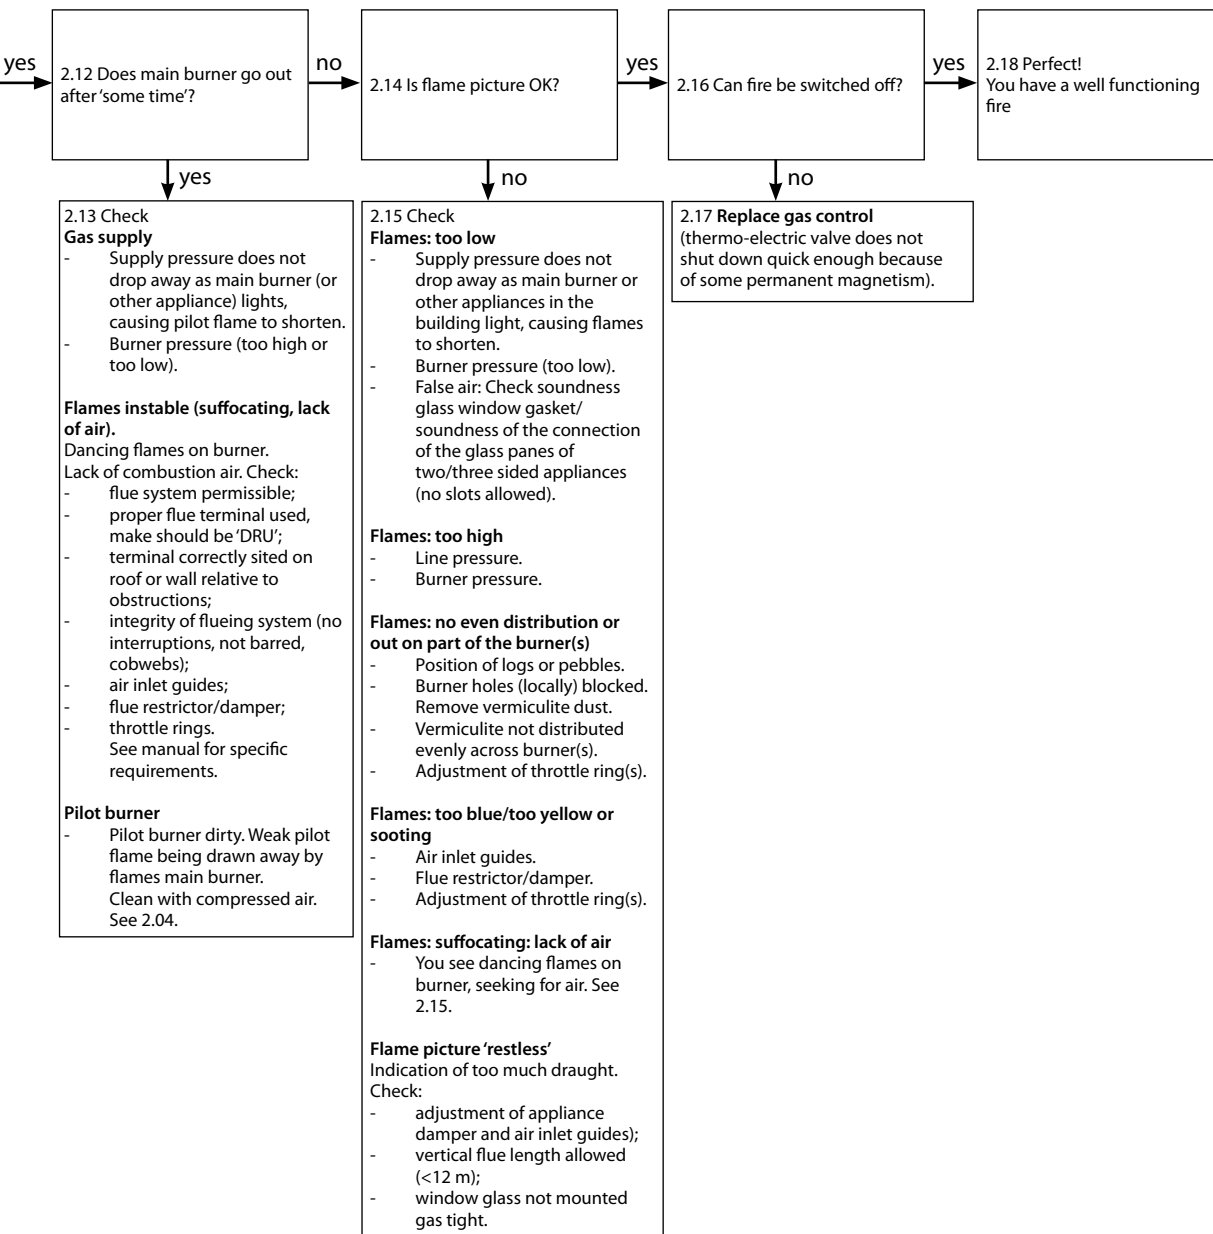 yes
2.12 Does main burner go out
after ‘some time’?
no
2.14 Is flame picture OK?
yes
2.16 Can fire be switched off?
yes
2.18 Perfect!
You have a well functioning
fire
yes
no
no
2.13 Check
Gas supply
- Supply pressure does not
drop away as main burner (or
other appliance) lights,
causing pilot flame to shorten.
- Burner pressure (too high or
too low).
Flames instable (suffocating, lack
of air).
Dancing flames on burner.
Lack of combustion air. Check:
- flue system permissible;
- proper flue terminal used,
make should be ‘DRU’;
- terminal correctly sited on
roof or wall relative to
obstructions;
- integrity of flueing system (no
interruptions, not barred,
cobwebs);
- air inlet guides;
- flue restrictor/damper;
- throttle rings.
See manual for specific
requirements.
Pilot burner
- Pilot burner dirty. Weak pilot
flame being drawn away by
flames main burner.
Clean with compressed air.
See 2.04.
2.15 Check
Flames: too low
- Supply pressure does not
drop away as main burner or
other appliances in the
building light, causing flames
to shorten.
- Burner pressure (too low).
- False air: Check soundness
glass window gasket/
soundness of the connection
of the glass panes of
two/three sided appliances
(no slots allowed).
Flames: too high
- Line pressure.
- Burner pressure.
Flames: no even distribution or
out on part of the burner(s)
- Position of logs or pebbles.
- Burner holes (locally) blocked.
Remove vermiculite dust.
- Vermiculite not distributed
evenly across burner(s).
- Adjustment of throttle ring(s).
Flames: too blue/too yellow or
sooting
- Air inlet guides.
- Flue restrictor/damper.
- Adjustment of throttle ring(s).
Flames: suffocating: lack of air
- You see dancing flames on
burner, seeking for air. See
2.15.
Flame picture ‘restless’
Indication of too much draught.
Check:
- adjustment of appliance
damper and air inlet guides);
- vertical flue length allowed
(<12 m);
- window glass not mounted
gas tight.
2.17 Replace gas control
(thermo-electric valve does not
shut down quick enough because
of some permanent magnetism).